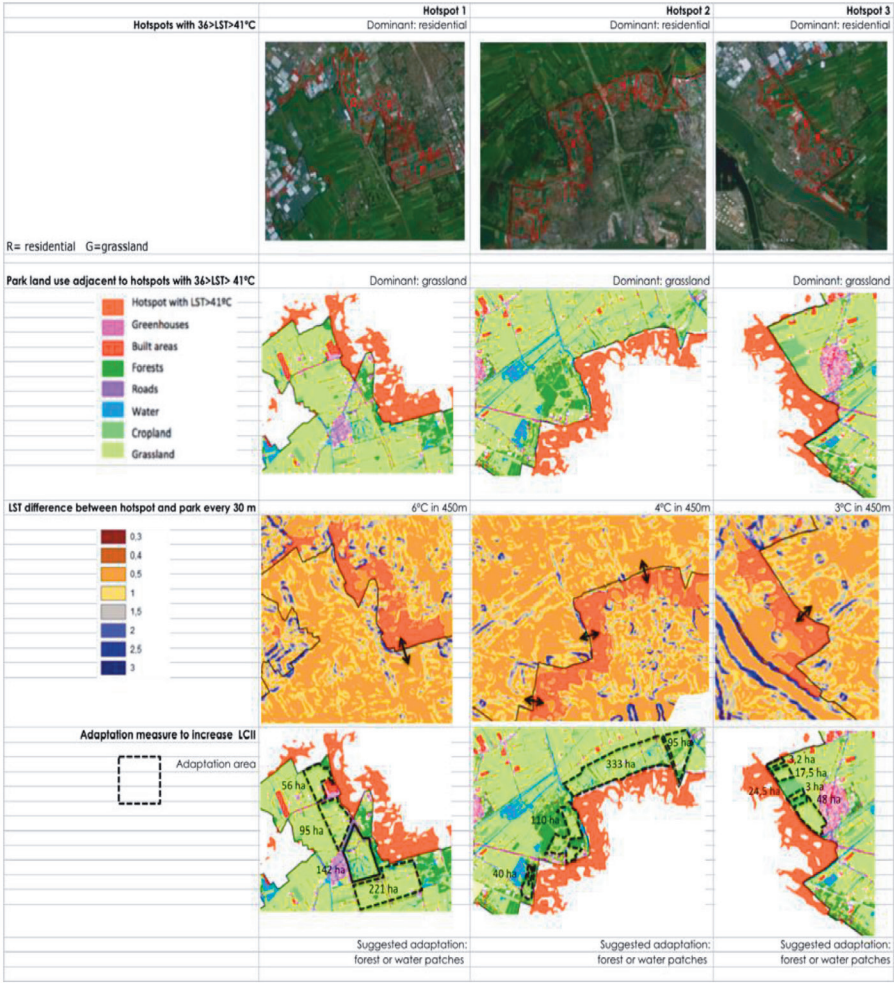 Hotspot 1 Hotspot 2 Hotspot 3
Hotspots with 36>LST>41ºC Dominant: residential Dominant: residential Dominant: residential
R= residential G=grassland
Park land use adjacent to hotspots with 36>LST> 41ºC Dominant: grassland Dominant: grassland Dominant: grassland
Hotspot with LST>41ºC
Greenhouses
Built areas
Forests
Roads
Water
Cropland
Grassland
LST difference between hotspot and park every 30 m 6ºC in 450m 4ºC in 450m 3ºC in 450m
0,3
0,4
0,5
1
1,5
2
2.5
3
Adaptation measure to increase LCII
Adaptation area
56 ha
95 ha
142 ha
221 ha
95 ha
333 ha
110 ha
40 ha
3,2 ha
17,5 ha
24,5 ha
3 ha
48 ha
Suggested adaptation: Suggested adaptation: Suggested adaptation:
forest or water patches forest or water patches forest or water patches